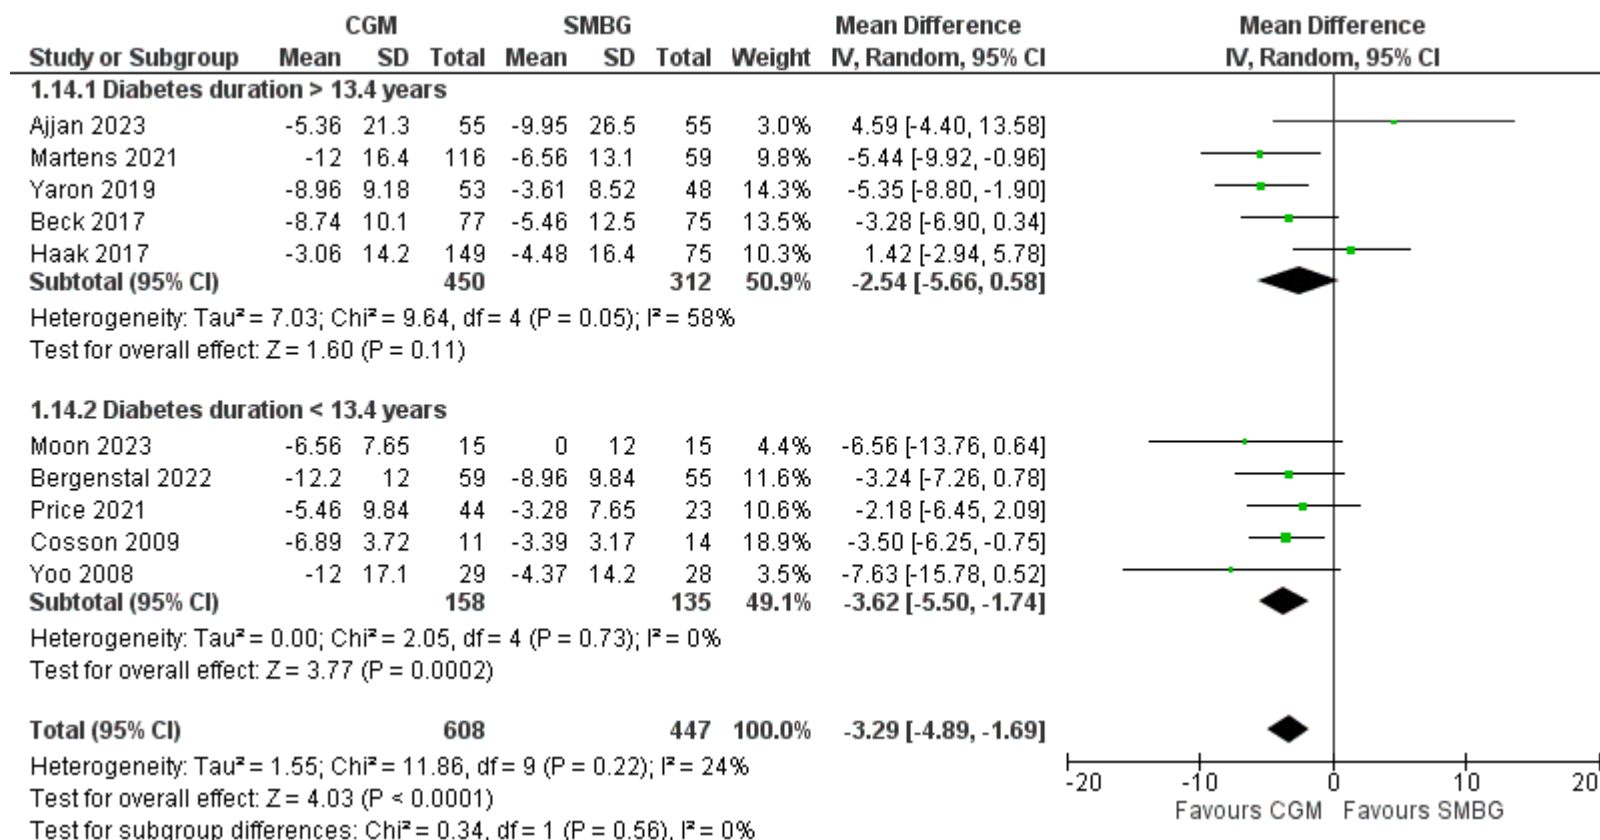 CGM SMBG Mean Difference Mean Difference
Study or Subgroup Mean SD Total Mean SD Total Weight IV, Random, 95% CI IV, Random, 95% CI
1.14.1 Diabetes duration > 13.4 years
Ajjan 2023 -5.36 21.3 55 -9.95 26.5 55 3.0% 4.59 [-4.40, 13.58]
Martens 2021 -12 16.4 116 -6.56 13.1 59 9.8% -5.44 [-9.92, -0.96]
Yaron 2019 -8.96 9.18 53 -3.61 8.52 48 14.3% -5.35 [-8.80, -1.90]
Beck 2017 -8.74 10.1 77 -5.46 12.5 75 13.5% -3.28 [-6.90, 0.34]
Haak 2017 -3.06 14.2 149 -4.48 16.4 75 10.3% 1.42 [-2.94, 5.78]
Subtotal (95% CI) 450 312 50.9% -2.54 [-5.66, 0.58]
Heterogeneity: Tau² = 7.03; Chi² = 9.64, df = 4 (P = 0.05); I² = 58%
Test for overall effect: Z = 1.60 (P = 0.11)
1.14.2 Diabetes duration < 13.4 years
Moon 2023 -6.56 7.65 15 0 12 15 4.4% -6.56 [-13.76, 0.64]
Bergenstal 2022 -12.2 12 59 -8.96 9.84 55 11.6% -3.24 [-7.26, 0.78]
Price 2021 -5.46 9.84 44 -3.28 7.65 23 10.6% -2.18 [-6.45, 2.09]
Cosson 2009 -6.89 3.72 11 -3.39 3.17 14 18.9% -3.50 [-6.25, -0.75]
Yoo 2008 -12 17.1 29 -4.37 14.2 28 3.5% -7.63 [-15.78, 0.52]
Subtotal (95% CI) 158 135 49.1% -3.62 [-5.50, -1.74]
Heterogeneity: Tau² = 0.00; Chi² = 2.05, df = 4 (P = 0.73); I² = 0%
Test for overall effect: Z = 3.77 (P = 0.0002)
Total (95% CI) 608 447 100.0% -3.29 [-4.89, -1.69]
Heterogeneity: Tau² = 1.55; Chi² = 11.86, df = 9 (P = 0.22); I² = 24%
Test for overall effect: Z = 4.03 (P < 0.0001)
Test for subgroup differences: Chi² = 0.34, df = 1 (P = 0.56), I² = 0%
-20 -10 0 10 20
Favours CGM Favours SMBG